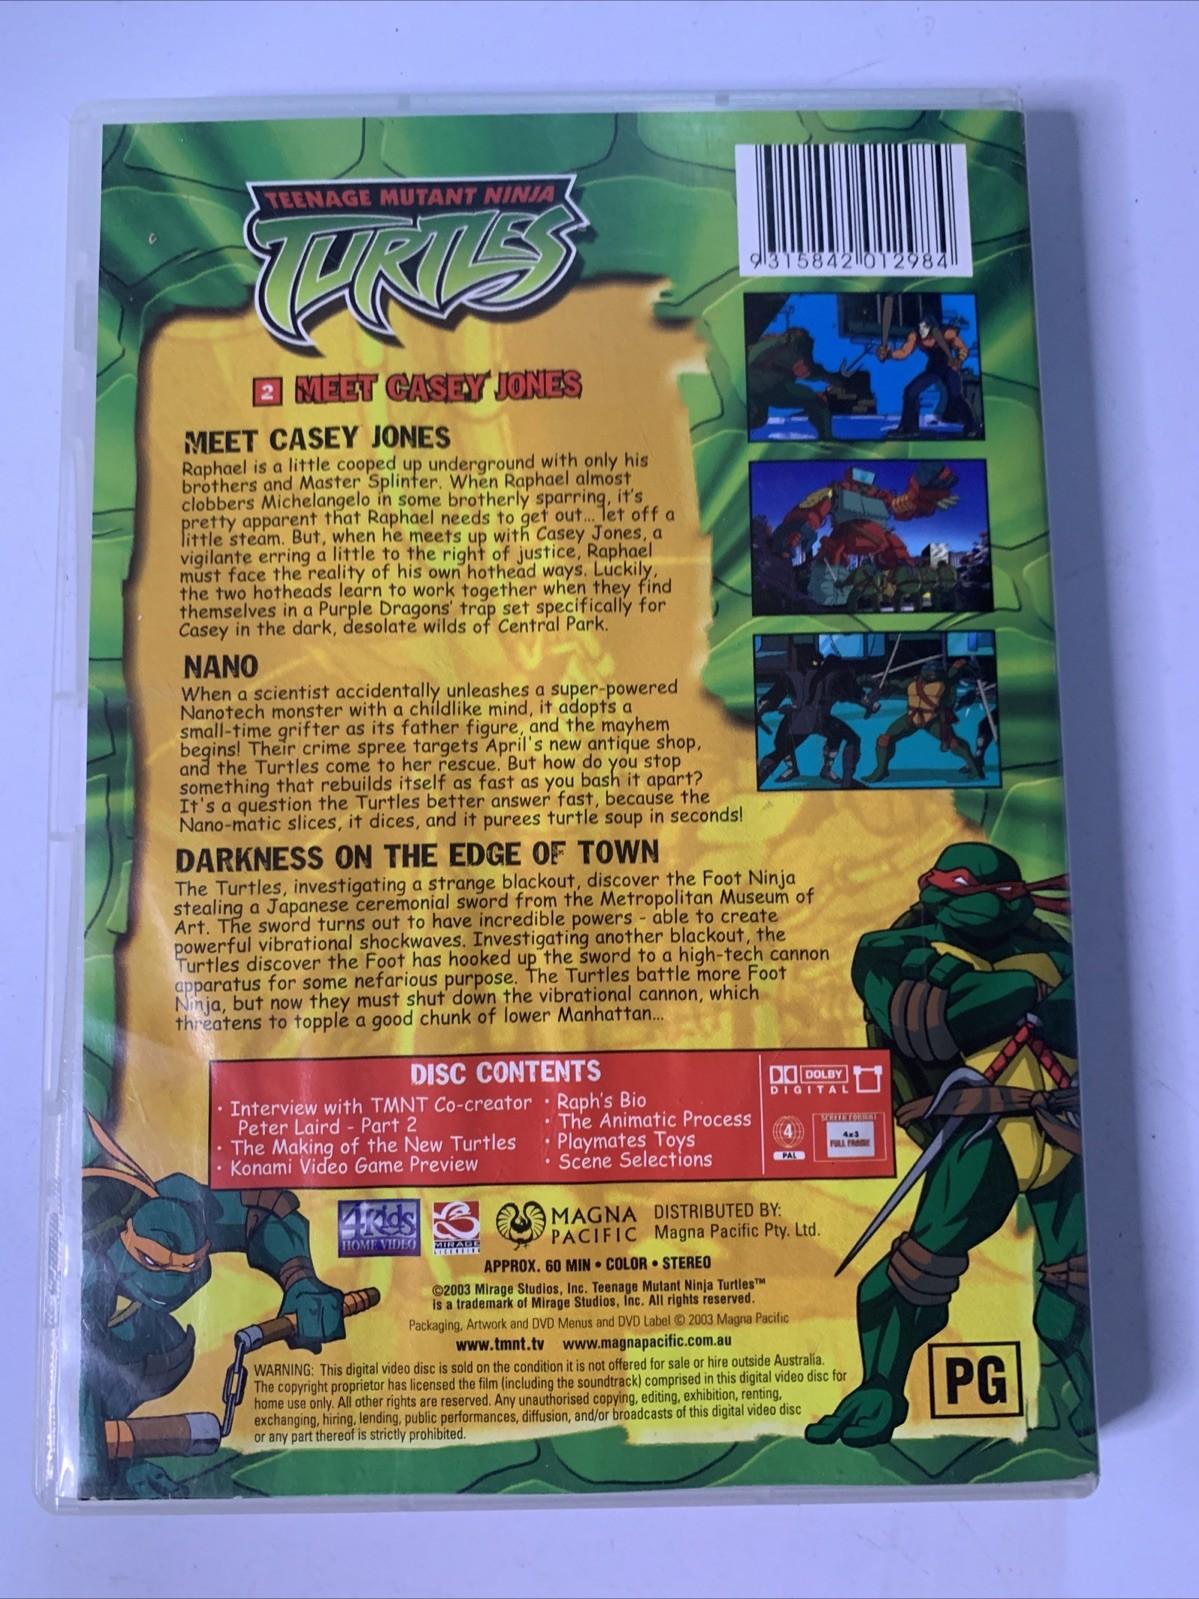 TEENAGE MUTANT NINJA
TURTLES
9 315842 012984
2 MEET CASEY JONES
MEET CASEY JONES
Raphael is a little cooped up underground with only his
brothers and Master Splinter. When Raphael almost
clobbers Michelangelo in some brotherly sparring, it's
pretty apparent that Raphael needs to get out... let off a
little steam. But, when he meets up with Casey Jones, a
vigilante erring a little to the right of justice, Raphael
must face the reality of his own hothead ways. Luckily,
the two hotheads learn to work together when they find
themselves in a Purple Dragons' trap set specifically for
Casey in the dark, desolate wilds of Central Park.
NANO
When a scientist accidentally unleashes a super-powered
Nanotech monster with a childlike mind, it adopts a
small-time grifter as its father figure, and the mayhem
begins! Their crime spree targets April's new antique shop,
and the Turtles come to her rescue. But how do you stop
something that rebuilds itself as fast as you bash it apart?
It's a question the Turtles better answer fast, because the
Nano-matic slices, it dices, and it purees turtle soup in seconds!
DARKNESS ON THE EDGE OF TOWN
The Turtles, investigating a strange blackout, discover the Foot Ninja
stealing a Japanese ceremonial sword from the Metropolitan Museum of
Art. The sword turns out to have incredible powers - able to create
powerful vibrational shockwaves. Investigating another blackout, the
Turtles discover the Foot has hooked up the sword to a high-tech cannon
apparatus for some nefarious purpose. The Turtles battle more Foot
Ninja, but now they must shut down the vibrational cannon, which
threatens to topple a good chunk of lower Manhattan...
DISC CONTENTS
• Interview with TMNT Co-creator
Peter Laird - Part 2
• The Making of the New Turtles
• Konami Video Game Preview
• Raph's Bio
• The Animatic Process
• Playmates Toys
• Scene Selections
DOLBY
DIGITAL
4
PAL
SCREEN FORMAT
4x3
FULL FRAME
4Kids
HOME VIDEO
MIRAGE
LICENSING
MAGNA
PACIFIC
DISTRIBUTED BY:
Magna Pacific Pty. Ltd.
APPROX. 60 MIN • COLOR • STEREO
©2003 Mirage Studios, Inc. Teenage Mutant Ninja Turtles™
is a trademark of Mirage Studios, Inc. All rights reserved.
Packaging, Artwork and DVD Menus and DVD Label © 2003 Magna Pacific
www.tmnt.tv www.magnapacific.com.au
WARNING: This digital video disc is sold on the condition it is not offered for sale or hire outside Australia.
The copyright proprietor has licensed the film (including the soundtrack) comprised in this digital video disc for
home use only. All other rights are reserved. Any unauthorised copying, editing, exhibition, renting,
exchanging, hiring, lending, public performances, diffusion, and/or broadcasts of this digital video disc
or any part thereof is strictly prohibited.
PG